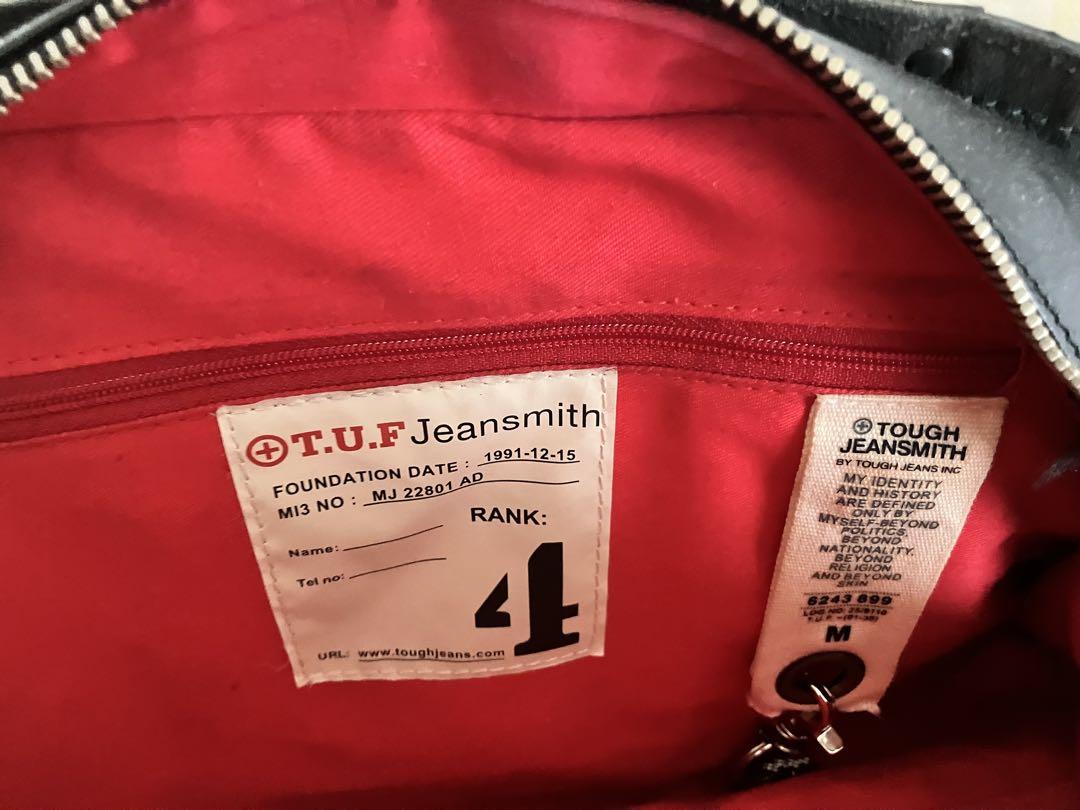 T.U.F Jeansmith
FOUNDATION DATE : 1991-12-15
MI3 NO : MJ 22801 AD
RANK:
Name:
Tel no:
4
URL: www.toughjeans.com
TOUGH
JEANSMITH
BY TOUGH JEANS INC
MY IDENTITY
AND HISTORY
ARE DEFINED
ONLY BY
MYSELF-BEYOND
POLITICS,
BEYOND
NATIONALITY,
BEYOND
RELIGION
AND BEYOND
SKIN
6243 899
M